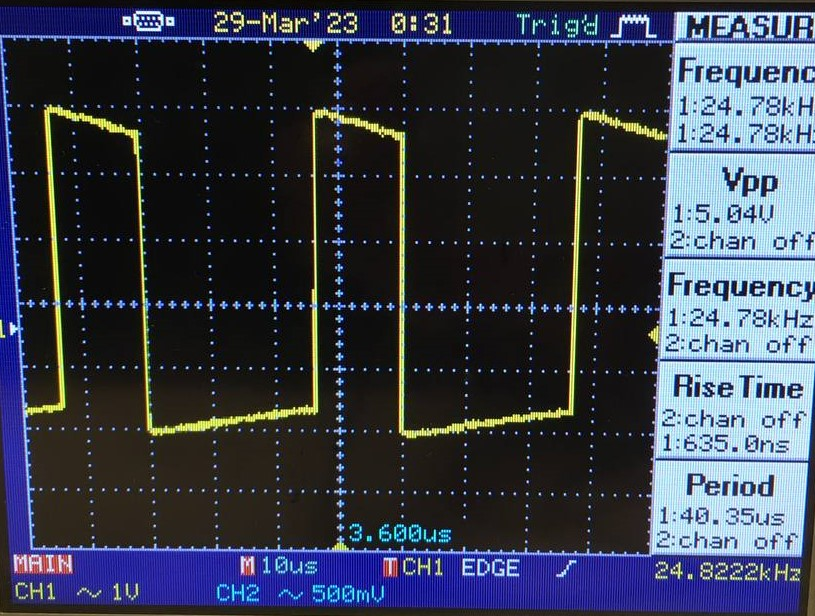 29-Mar'23 0:31 Trig'd MEASUR
Frequenc
1:24.78kH
1:24.78kHz
Vpp
1:5.04V
2:chan off
Frequency
1:24.78kHz
2:chan off
Rise Time
2:chan off
1:635.0ns
Period
1:40.35us
2:chan off
1
3.600us
MAIN M 10us T CH1 EDGE 24.8222kHz
CH1 ~ 1V CH2 ~ 500mV